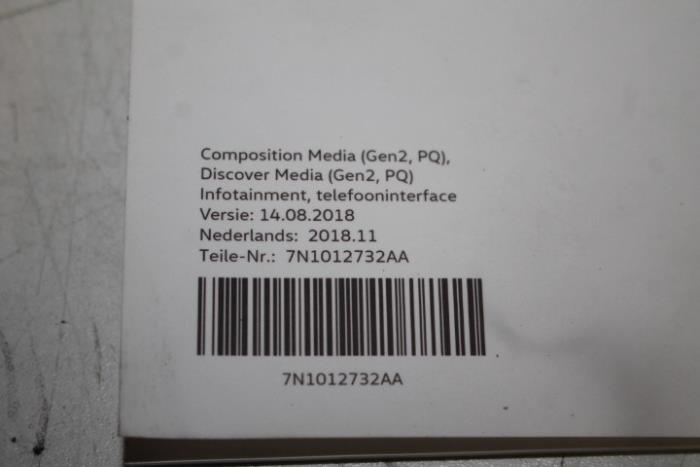 Composition Media (Gen2, PQ),
Discover Media (Gen2, PQ)
Infotainment, telefooninterface
Versie: 14.08.2018
Nederlands: 2018.11
Teile-Nr.: 7N1012732AA
7N1012732AA